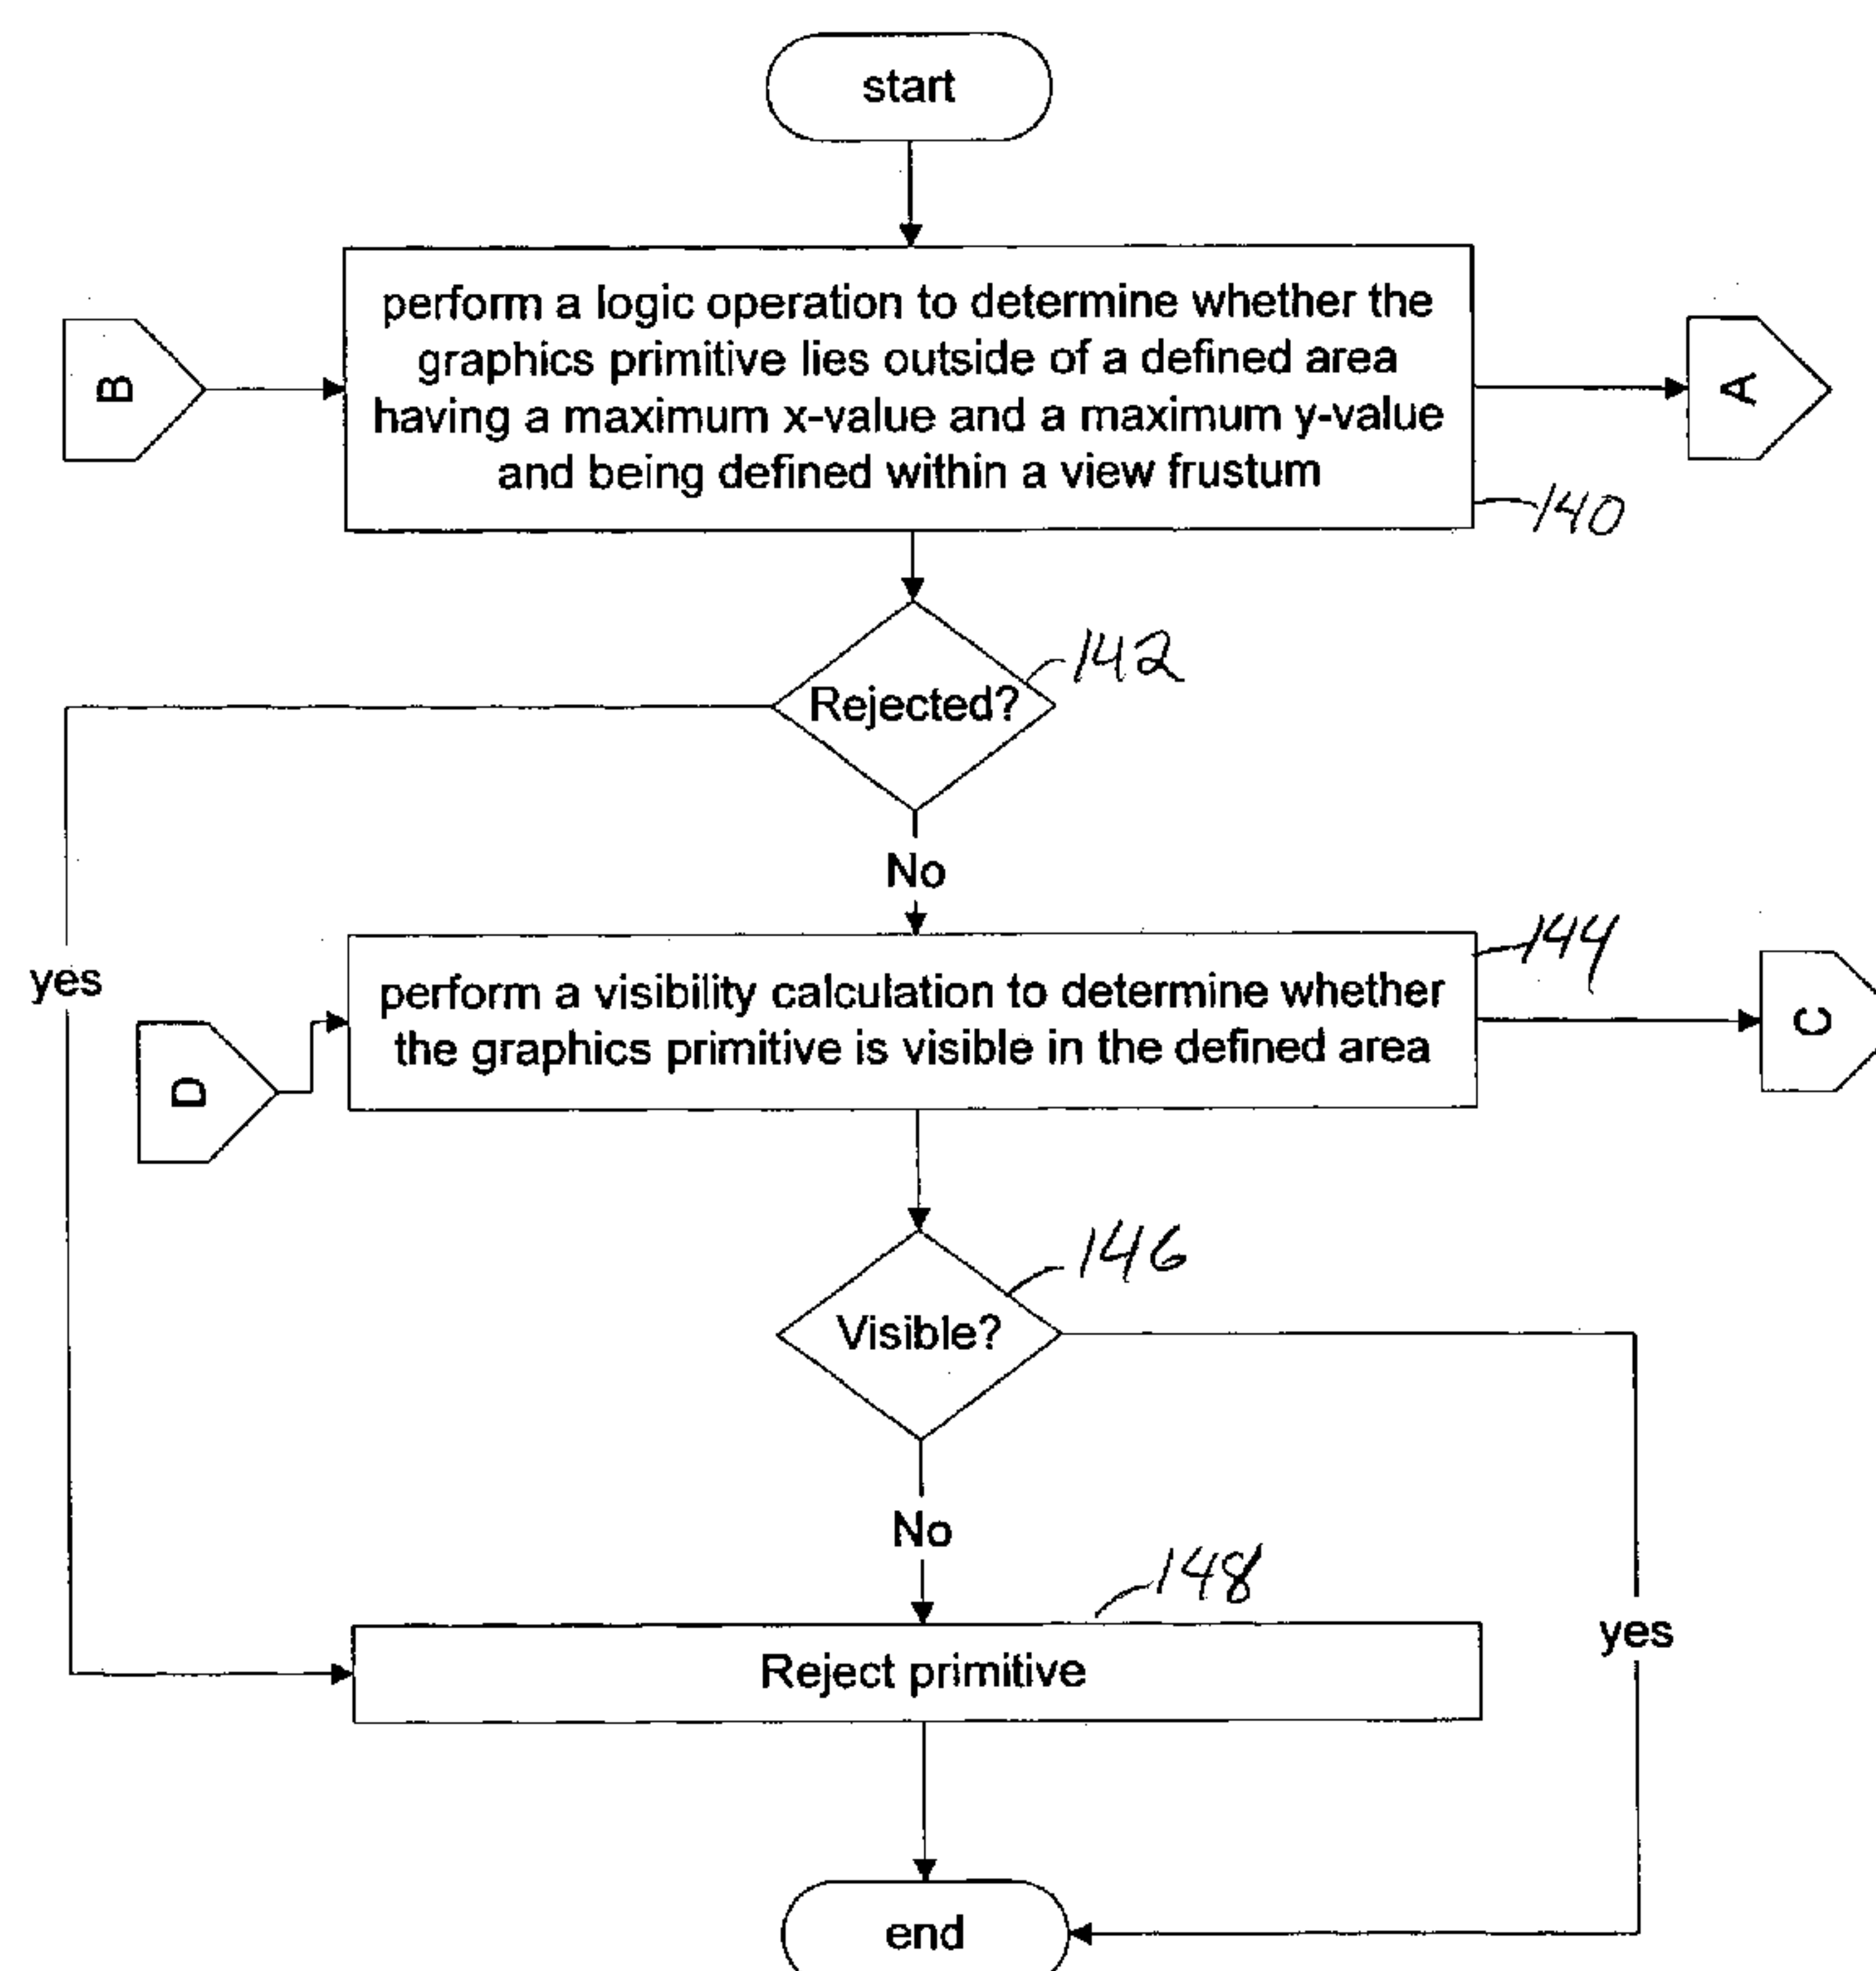 start
perform a logic operation to determine whether the
graphics primitive lies outside of a defined area
having a maximum x-value and a maximum y-value
and being defined within a view frustum
B
A
140
Rejected?
142
No
yes
perform a visibility calculation to determine whether
the graphics primitive is visible in the defined area
144
C
D
Visible?
146
No
yes
148
Reject primitive
end